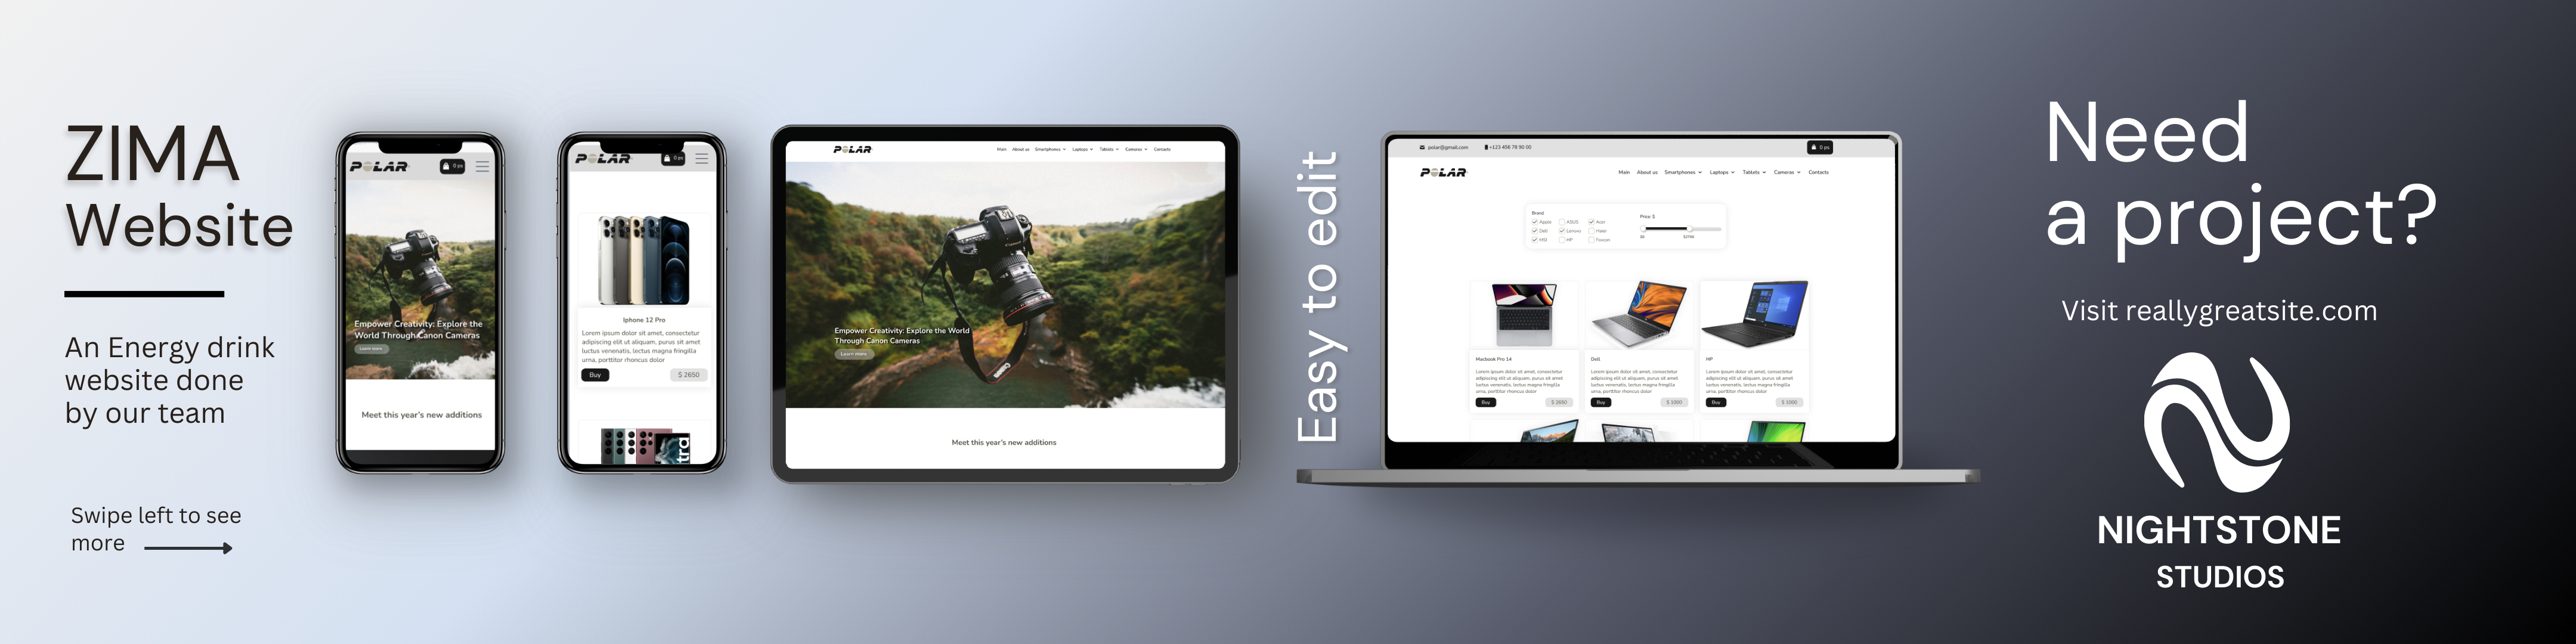 ZIMA
Website
An Energy drink
website done
by our team
Swipe left to see
more
POLAR
0 ps
Empower Creativity: Explore the
World Through Canon Cameras
Learn more
Meet this year's new additions
POLAR
0 ps
Iphone 12 Pro
Lorem ipsum dolor sit amet, consectetur
adipiscing elit ut aliquam, purus sit amet
luctus venenatis, lectus magna fringilla
urna, porttitor rhoncus dolor
Buy
$ 2650
tra
POLAR
Main About us Smartphones Laptops Tablets Cameras Contacts
Empower Creativity: Explore the World
Through Canon Cameras
Learn more
Meet this year's new additions
Easy to edit
polar@gmail.com +123 456 78 90 00 0 ps
POLAR
Main About us Smartphones Laptops Tablets Cameras Contacts
Brand
Apple ASUS Acer
Dell Lenovo Haier
MSI HP Foxcon
Price $
$0 $2700
Macbook Pro 14
Lorem ipsum dolor sit amet, consectetur
adipiscing elit ut aliquam, purus sit amet
luctus venenatis, lectus magna fringilla
urna, porttitor rhoncus dolor
Buy $ 2650
Dell
Lorem ipsum dolor sit amet, consectetur
adipiscing elit ut aliquam, purus sit amet
luctus venenatis, lectus magna fringilla
urna, porttitor rhoncus dolor
Buy $ 1000
HP
Lorem ipsum dolor sit amet, consectetur
adipiscing elit ut aliquam, purus sit amet
luctus venenatis, lectus magna fringilla
urna, porttitor rhoncus dolor
Buy $ 1000
Need
a project?
Visit reallygreatsite.com
NIGHTSTONE
STUDIOS